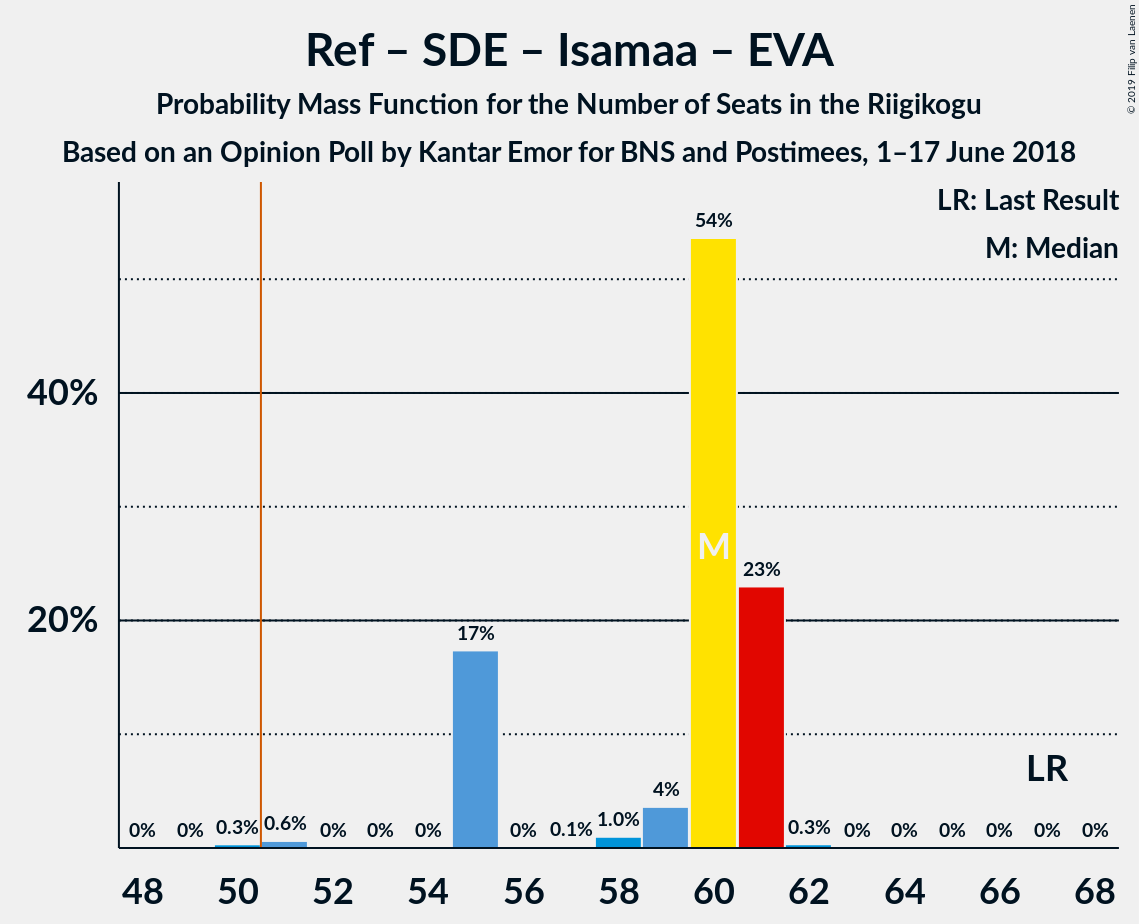 Ref – SDE – Isamaa – EVA
Probability Mass Function for the Number of Seats in the Riigikogu
Based on an Opinion Poll by Kantar Emor for BNS and Postimees, 1–17 June 2018
© 2019 Filip van Laenen
LR: Last Result
M: Median
54%
40%
M
23%
20%
17%
LR
4%
0% 0% 0.3% 0.6% 0% 0% 0% 0% 0.1% 1.0% 0.3% 0% 0% 0% 0% 0% 0%
48 50 52 54 56 58 60 62 64 66 68